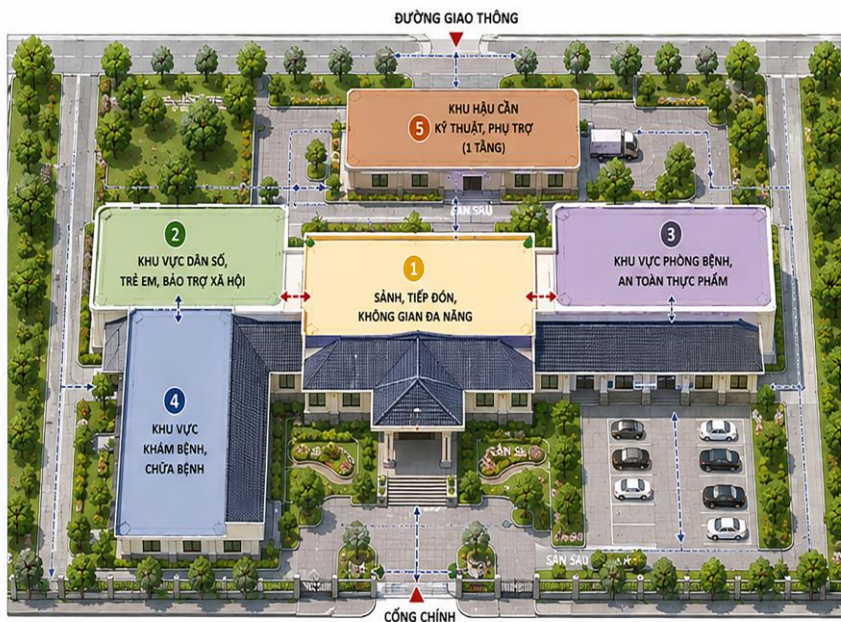 ĐƯỜNG GIAO THÔNG
5
KHU HẬU CẦN
KỸ THUẬT, PHỤ TRỢ
(1 TẦNG)
SÂN SAU
2
KHU VỰC DÂN SỐ,
TRẺ EM, BẢO TRỢ XÃ HỘI
1
SẢNH, TIẾP ĐÓN,
KHÔNG GIAN ĐA NĂNG
3
KHU VỰC PHÒNG BỆNH,
AN TOÀN THỰC PHẨM
4
KHU VỰC
KHÁM BỆNH,
CHỮA BỆNH
SÂN SAU
CỔNG CHÍNH